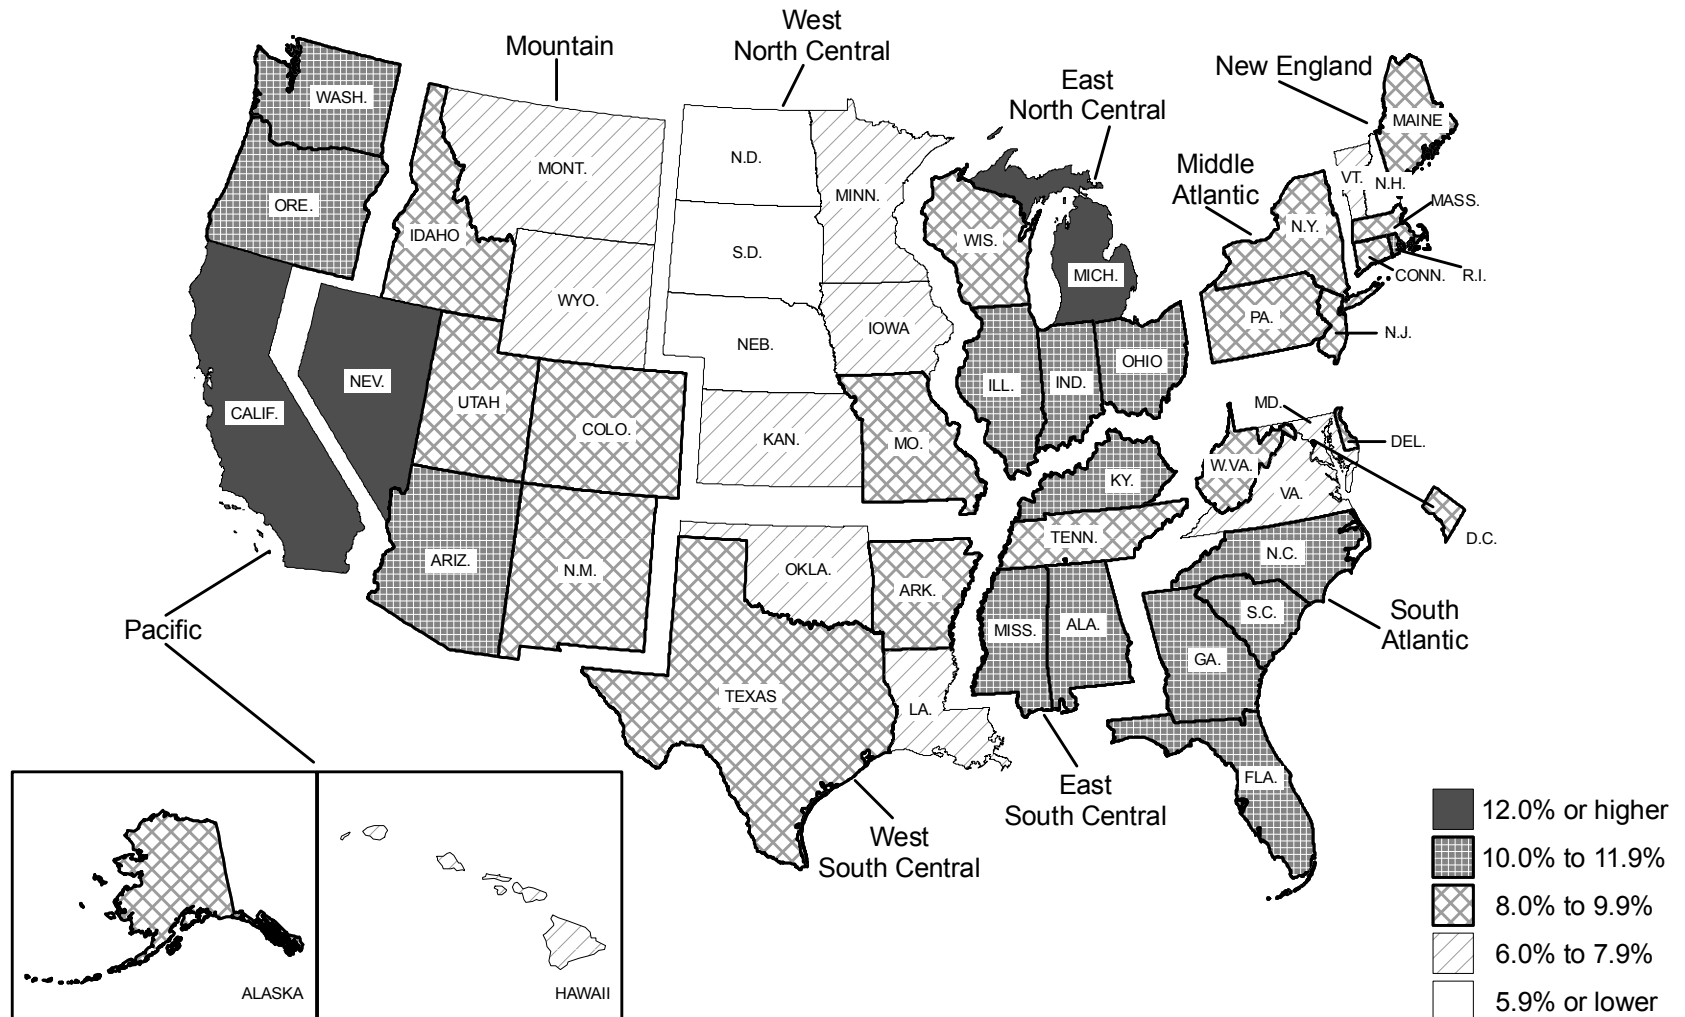 West
North Central
Mountain
East
North Central
New England
Middle
Atlantic
WASH.
MAINE
N.D.
MONT.
VT.
N.H.
MINN.
MASS.
ORE.
N.Y.
IDAHO
WIS.
S.D.
MICH.
CONN.
R.I.
WYO.
PA.
IOWA
N.J.
NEB.
OHIO
NEV.
ILL.
IND.
UTAH
MD.
CALIF.
COLO.
KAN.
MO.
DEL.
W.VA.
KY.
VA.
TENN.
D.C.
N.C.
ARIZ.
N.M.
OKLA.
ARK.
S.C.
South
Atlantic
Pacific
MISS.
ALA.
GA.
TEXAS
LA.
FLA.
East
South Central
West
South Central
12.0% or higher
10.0% to 11.9%
8.0% to 9.9%
6.0% to 7.9%
5.9% or lower
ALASKA
HAWAII